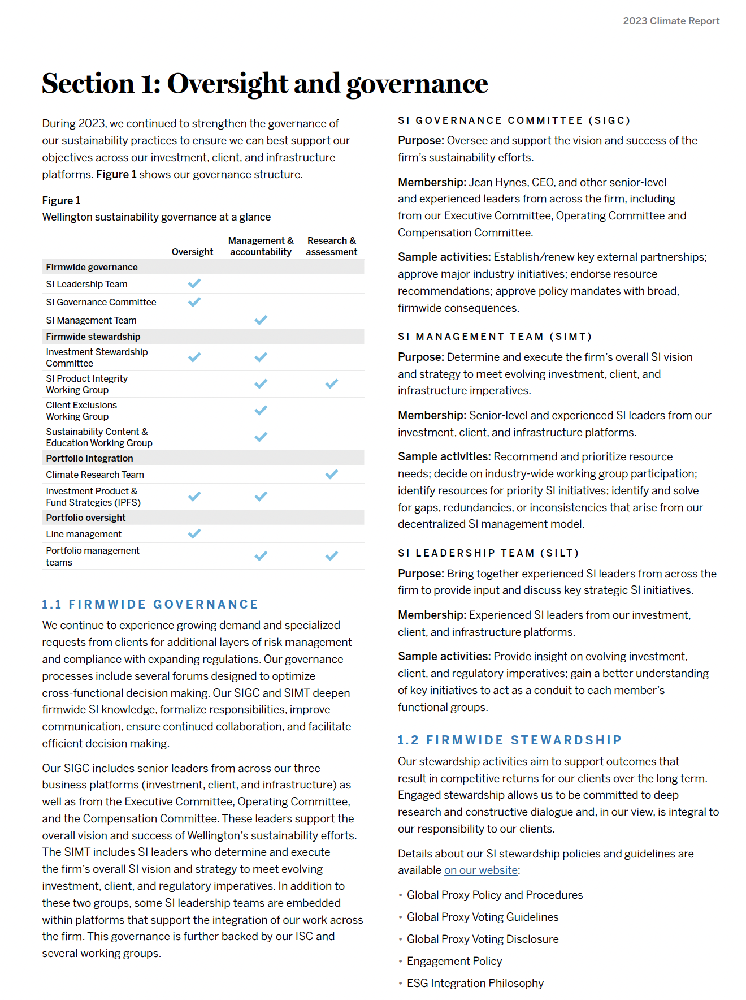 2023 Climate Report
Section 1: Oversight and governance
During 2023, we continued to strengthen the governance of
our sustainability practices to ensure we can best support our
objectives across our investment, client, and infrastructure
platforms. Figure 1 shows our governance structure.
Figure 1
Wellington sustainability governance at a glance
Oversight
Management &
accountability
Research &
assessment
Firmwide governance
SI Leadership Team
SI Governance Committee
SI Management Team
Firmwide stewardship
Investment Stewardship
Committee
SI Product Integrity
Working Group
Client Exclusions
Working Group
Sustainability Content &
Education Working Group
Portfolio integration
Climate Research Team
Investment Product &
Fund Strategies (IPFS)
Portfolio oversight
Line management
Portfolio management
teams
1.1 FIRMWIDE GOVERNANCE
We continue to experience growing demand and specialized
requests from clients for additional layers of risk management
and compliance with expanding regulations. Our governance
processes include several forums designed to optimize
cross-functional decision making. Our SIGC and SIMT deepen
firmwide SI knowledge, formalize responsibilities, improve
communication, ensure continued collaboration, and facilitate
efficient decision making.
Our SIGC includes senior leaders from across our three
business platforms (investment, client, and infrastructure) as
well as from the Executive Committee, Operating Committee,
and the Compensation Committee. These leaders support the
overall vision and success of Wellington's sustainability efforts.
The SIMT includes SI leaders who determine and execute
the firm's overall SI vision and strategy to meet evolving
investment, client, and regulatory imperatives. In addition to
these two groups, some SI leadership teams are embedded
within platforms that support the integration of our work across
the firm. This governance is further backed by our ISC and
several working groups.
SI GOVERNANCE COMMITTEE (SIGC)
Purpose: Oversee and support the vision and success of the
firm's sustainability efforts.
Membership: Jean Hynes, CEO, and other senior-level
and experienced leaders from across the firm, including
from our Executive Committee, Operating Committee and
Compensation Committee.
Sample activities: Establish/renew key external partnerships;
approve major industry initiatives; endorse resource
recommendations; approve policy mandates with broad,
firmwide consequences.
SI MANAGEMENT TEAM (SIMT)
Purpose: Determine and execute the firm's overall SI vision
and strategy to meet evolving investment, client, and
infrastructure imperatives.
Membership: Senior-level and experienced SI leaders from our
investment, client, and infrastructure platforms.
Sample activities: Recommend and prioritize resource
needs; decide on industry-wide working group participation;
identify resources for priority SI initiatives; identify and solve
for gaps, redundancies, or inconsistencies that arise from our
decentralized SI management model.
SI LEADERSHIP TEAM (SILT)
Purpose: Bring together experienced SI leaders from across the
firm to provide input and discuss key strategic SI initiatives.
Membership: Experienced SI leaders from our investment,
client, and infrastructure platforms.
Sample activities: Provide insight on evolving investment,
client, and regulatory imperatives; gain a better understanding
of key initiatives to act as a conduit to each member's
functional groups.
1.2 FIRMWIDE STEWARDSHIP
Our stewardship activities aim to support outcomes that
result in competitive returns for our clients over the long term.
Engaged stewardship allows us to be committed to deep
research and constructive dialogue and, in our view, is integral to
our responsibility to our clients.
Details about our SI stewardship policies and guidelines are
available on our website:
• Global Proxy Policy and Procedures
• Global Proxy Voting Guidelines
• Global Proxy Voting Disclosure
• Engagement Policy
• ESG Integration Philosophy